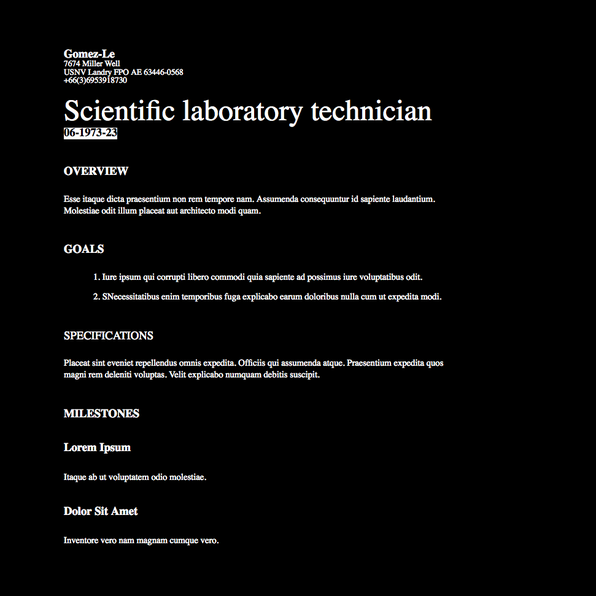 Gomez-Le
7674 Miller Well
USNV Landry FPO AE 63446-0568
+66(3)6953918730
Scientific laboratory technician
06-1973-23
OVERVIEW
Esse itaque dicta praesentium non rem tempore nam. Assumenda consequuntur id sapiente laudantium.
Molestiae odit illum placeat aut architecto modi quam.
GOALS
1. Iure ipsum qui corrupti libero commodi quia sapiente ad possimus iure voluptatibus odit.
2. SNecessitatibus enim temporibus fuga explicabo earum doloribus nulla cum ut expedita modi.
SPECIFICATIONS
Placeat sint eveniet repellendus omnis expedita. Officiis qui assumenda atque. Praesentium expedita quos
magni rem deleniti voluptas. Velit explicabo numquam debitis suscipit.
MILESTONES
Lorem Ipsum
Itaque ab ut voluptatem odio molestiae.
Dolor Sit Amet
Inventore vero nam magnam cumque vero.